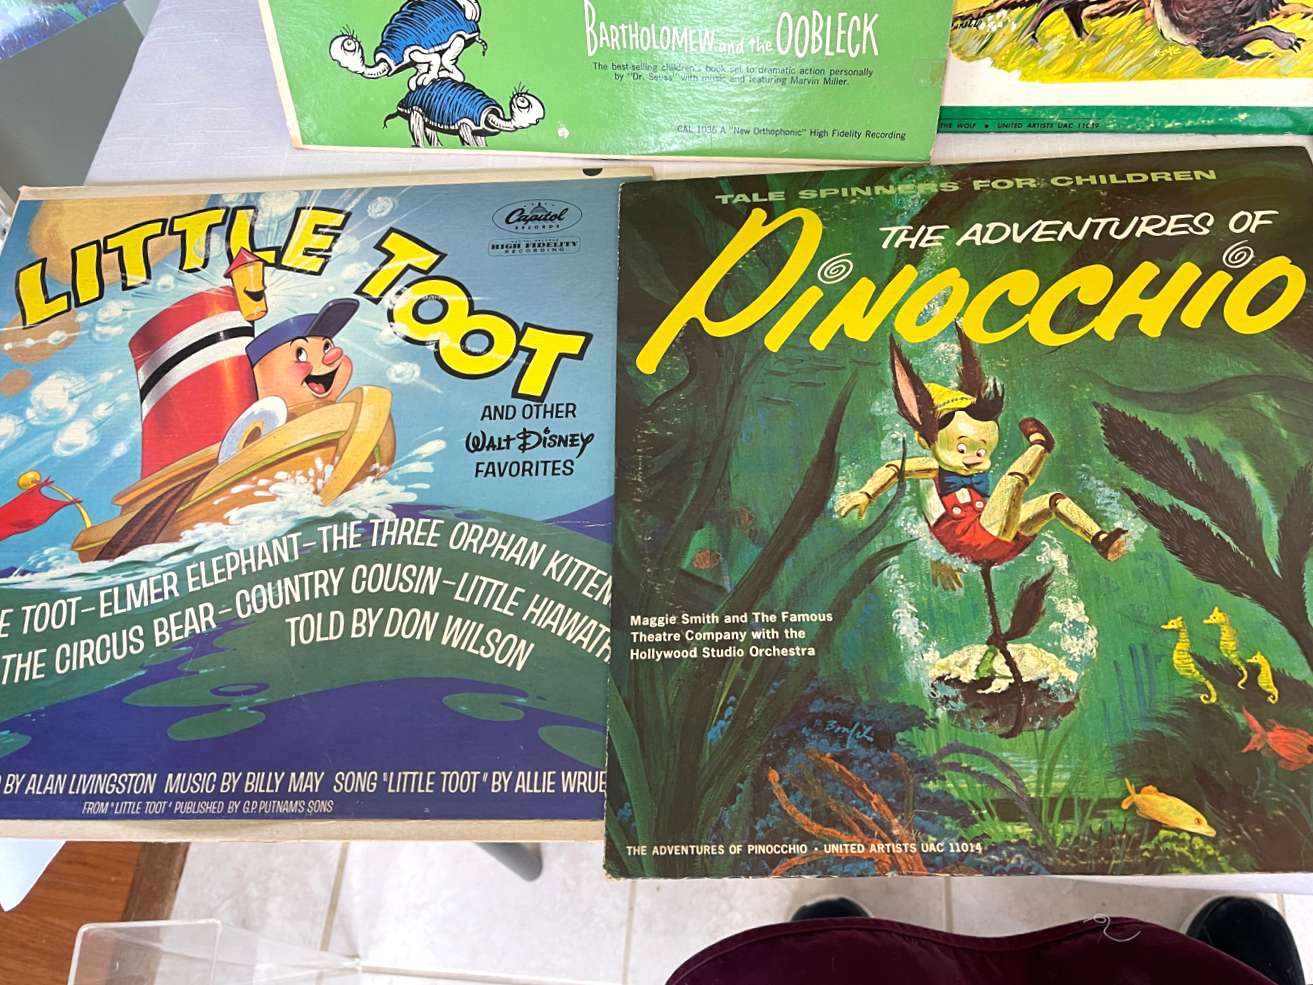 BARTHOLOMEW and the OOBLECK
The best-selling children's book set to dramatic action personally
by "Dr. Seuss" with music and featuring Marvin Miller.
CAL 1035 A "New Orthophonic" High Fidelity Recording
THE WOLF • UNITED ARTISTS UAC 11019
LITTLE TOOT
Capitol
RECORDS
HIGH FIDELITY
RECORDING
AND OTHER
WALT DISNEY
FAVORITES
TOOT-ELMER ELEPHANT-THE THREE ORPHAN KITTEN
THE CIRCUS BEAR-COUNTRY COUSIN-LITTLE HIAWATH
TOLD BY DON WILSON
BY ALAN LIVINGSTON MUSIC BY BILLY MAY SONG "LITTLE TOOT" BY ALLIE WRUB
FROM "LITTLE TOOT" PUBLISHED BY G.P. PUTNAM'S SONS
TALE SPINNERS FOR CHILDREN
THE ADVENTURES OF
PINOCCHIO
Maggie Smith and The Famous
Theatre Company with the
Hollywood Studio Orchestra
THE ADVENTURES OF PINOCCHIO • UNITED ARTISTS UAC 11014